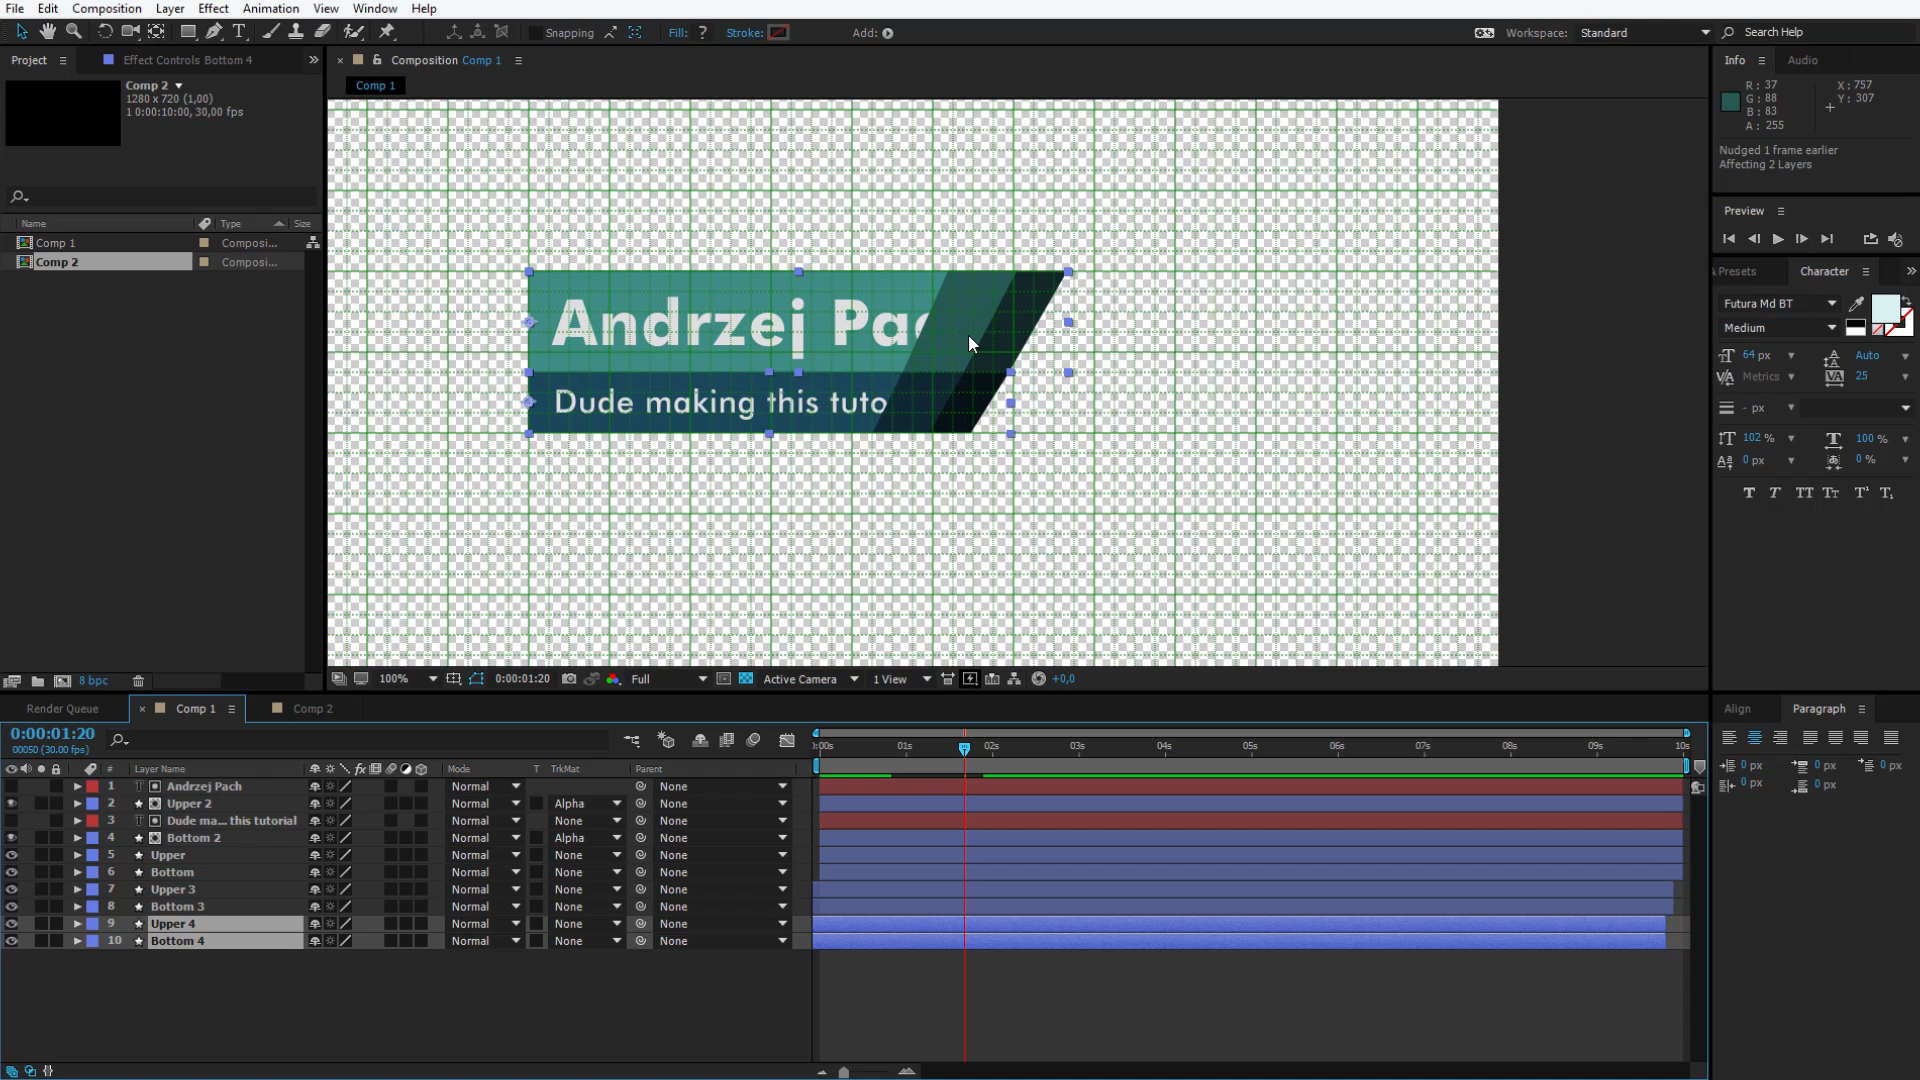 File Edit Composition Layer Effect Animation View Window Help
Snapping Fill: ? Stroke: Add: Workspace: Standard Search Help
Project Effect Controls Bottom 4
Composition Comp 1
Comp 1
Comp 2
1280 x 720 (1,00)
1 0:00:10:00, 30,00 fps
Name Type Size
Comp 1 Composi...
Comp 2 Composi...
8 bpc
Andrzej Pac
Dude making this tuto
100% 0:00:01:20 Full Active Camera 1 View +0,0
Info Audio
R: 37
G: 88
B: 83
A: 255
X: 757
Y: 307
Nudged 1 frame earlier
Affecting 2 Layers
Preview
& Presets Character
Futura Md BT
Medium
64 px Auto
Metrics 25
- px
102 % 100 %
0 px 0 %
T T TT Tt T¹ T₁
Align Paragraph
0 px 0 px 0 px
0 px 0 px
Render Queue Comp 1 Comp 2
0:00:01:20
00050 (30.00 fps)
:00s 01s 02s 03s 04s 05s 06s 07s 08s 09s 10s
# Layer Name fx Mode T TrkMat Parent
1 Andrzej Pach Normal None
2 Upper 2 Normal Alpha None
3 Dude ma... this tutorial Normal None None
4 Bottom 2 Normal Alpha None
5 Upper Normal None None
6 Bottom Normal None None
7 Upper 3 Normal None None
8 Bottom 3 Normal None None
9 Upper 4 Normal None None
10 Bottom 4 Normal None None